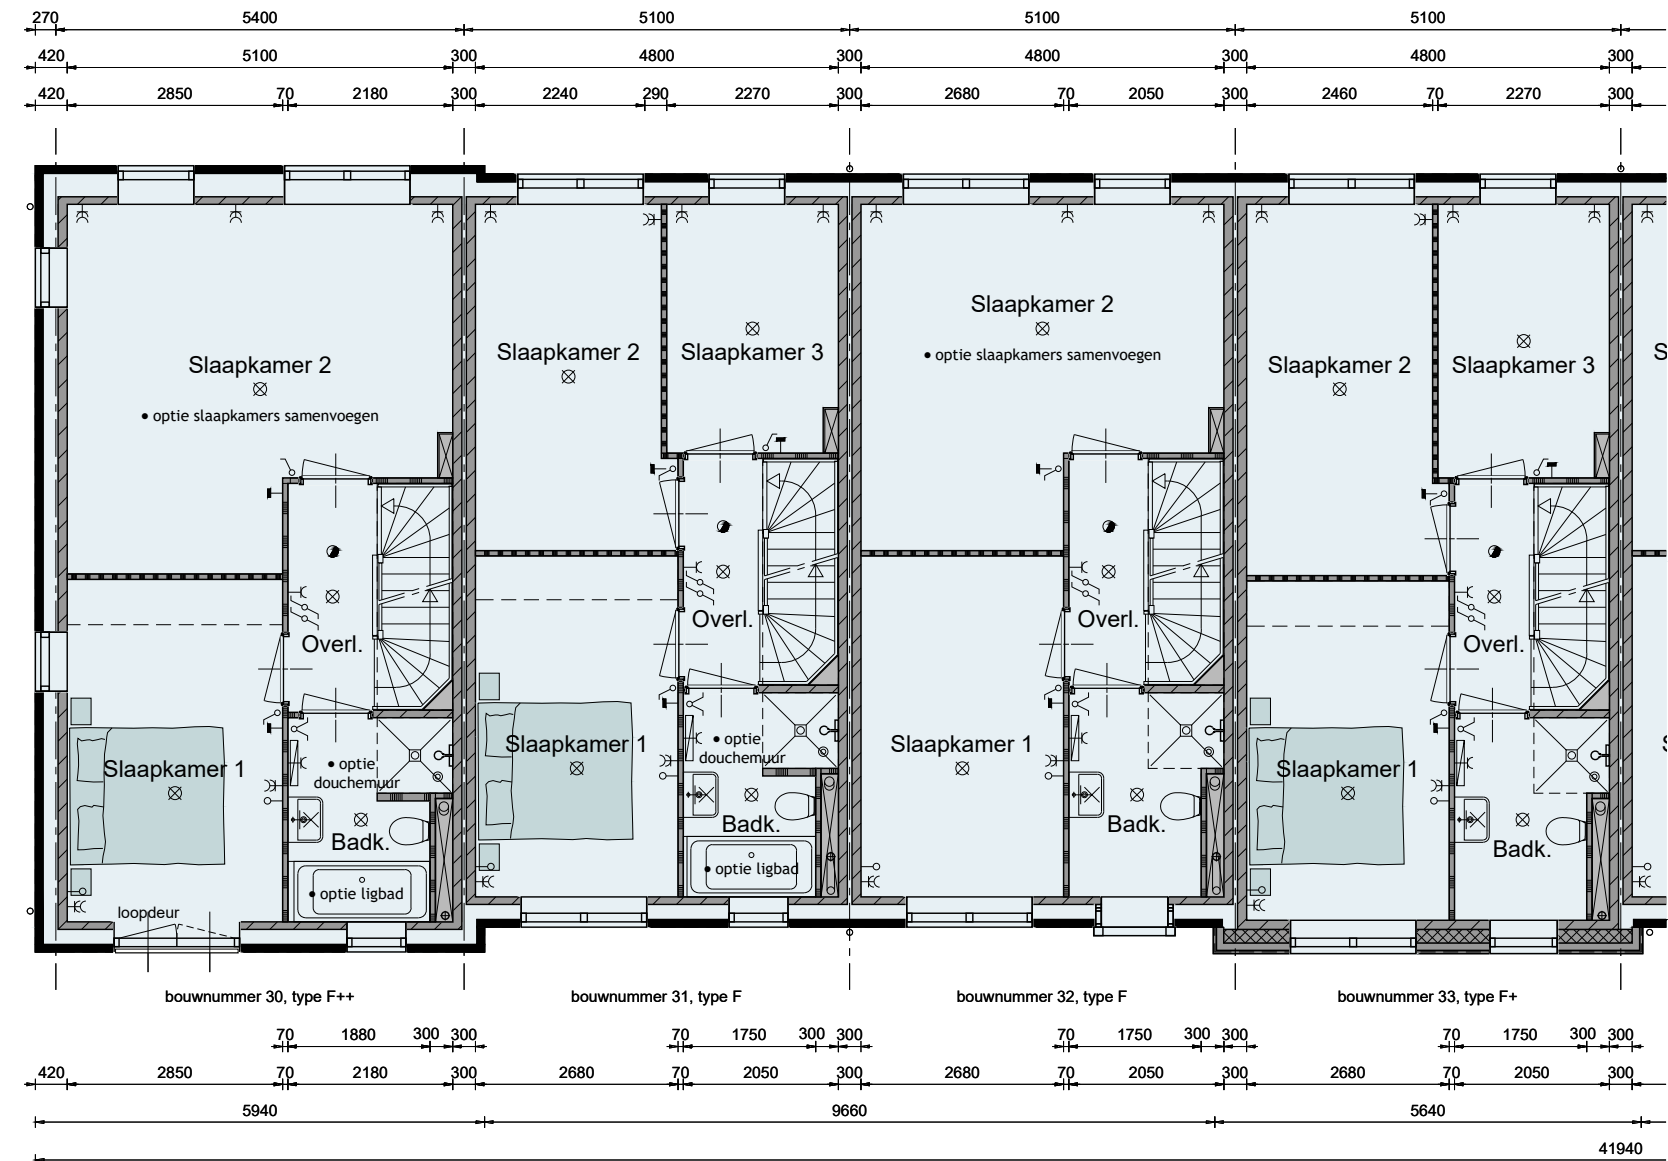 270 5400 5100 5100 5100
420 5100 300 4800 300 4800 300 4800 300
420 2850 70 2180 300 2240 290 2270 300 2680 70 2050 300 2460 70 2270 300
Slaapkamer 2
• optie slaapkamers samenvoegen
Overl.
Slaapkamer 1
• optie
douchemuur
Badk.
• optie ligbad
loopdeur
Slaapkamer 2
Slaapkamer 3
Overl.
Slaapkamer 1
• optie
douchemuur
Badk.
• optie ligbad
Slaapkamer 2
• optie slaapkamers samenvoegen
Overl.
Slaapkamer 1
Badk.
Slaapkamer 2
Slaapkamer 3
Overl.
Slaapkamer 1
Badk.
S
bouwnummer 30, type F++ bouwnummer 31, type F bouwnummer 32, type F bouwnummer 33, type F+
70 1880 300 300 70 1750 300 300 70 1750 300 300 70 1750 300 300
420 2850 70 2180 300 2680 70 2050 300 2680 70 2050 300 2680 70 2050 300
5940 9660 5640
41940